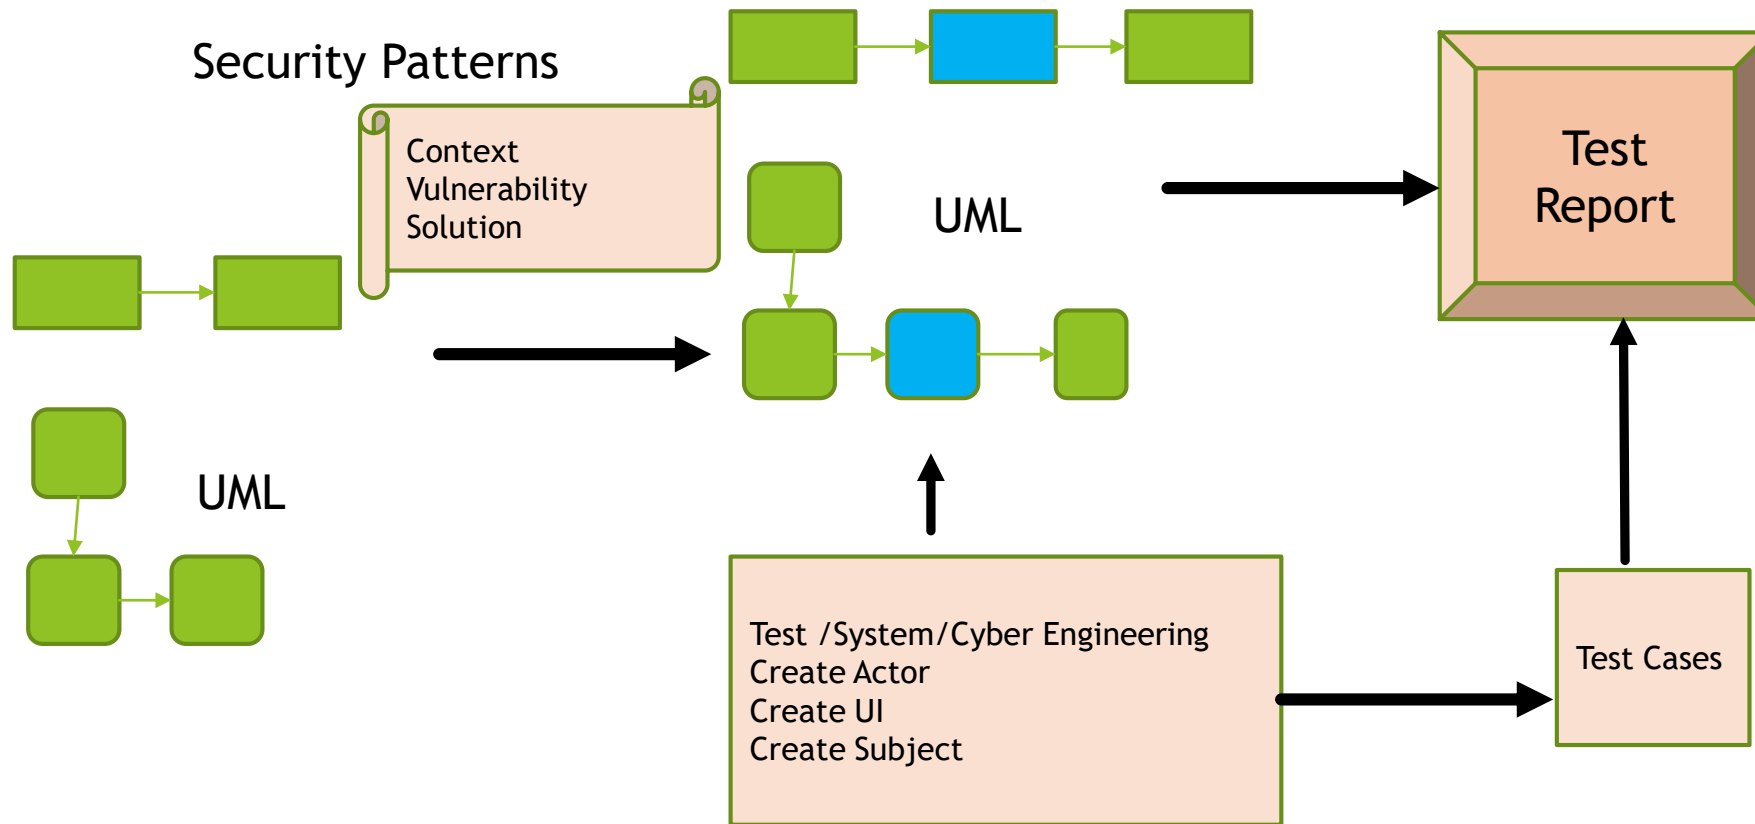 Security Patterns
Context
Vulnerability
Solution
UML
Test
Report
UML
Test /System/Cyber Engineering
Create Actor
Create UI
Create Subject
Test Cases